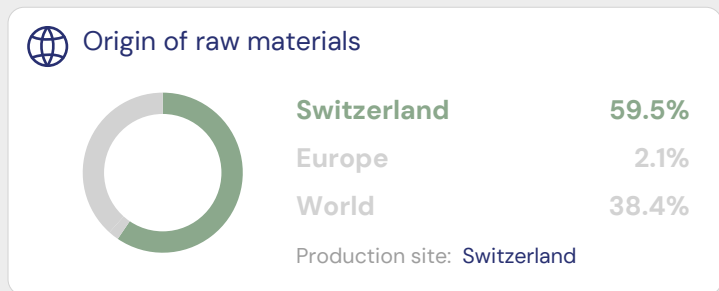 Origin of raw materials
Switzerland 59.5%
Europe 2.1%
World 38.4%
Production site: Switzerland